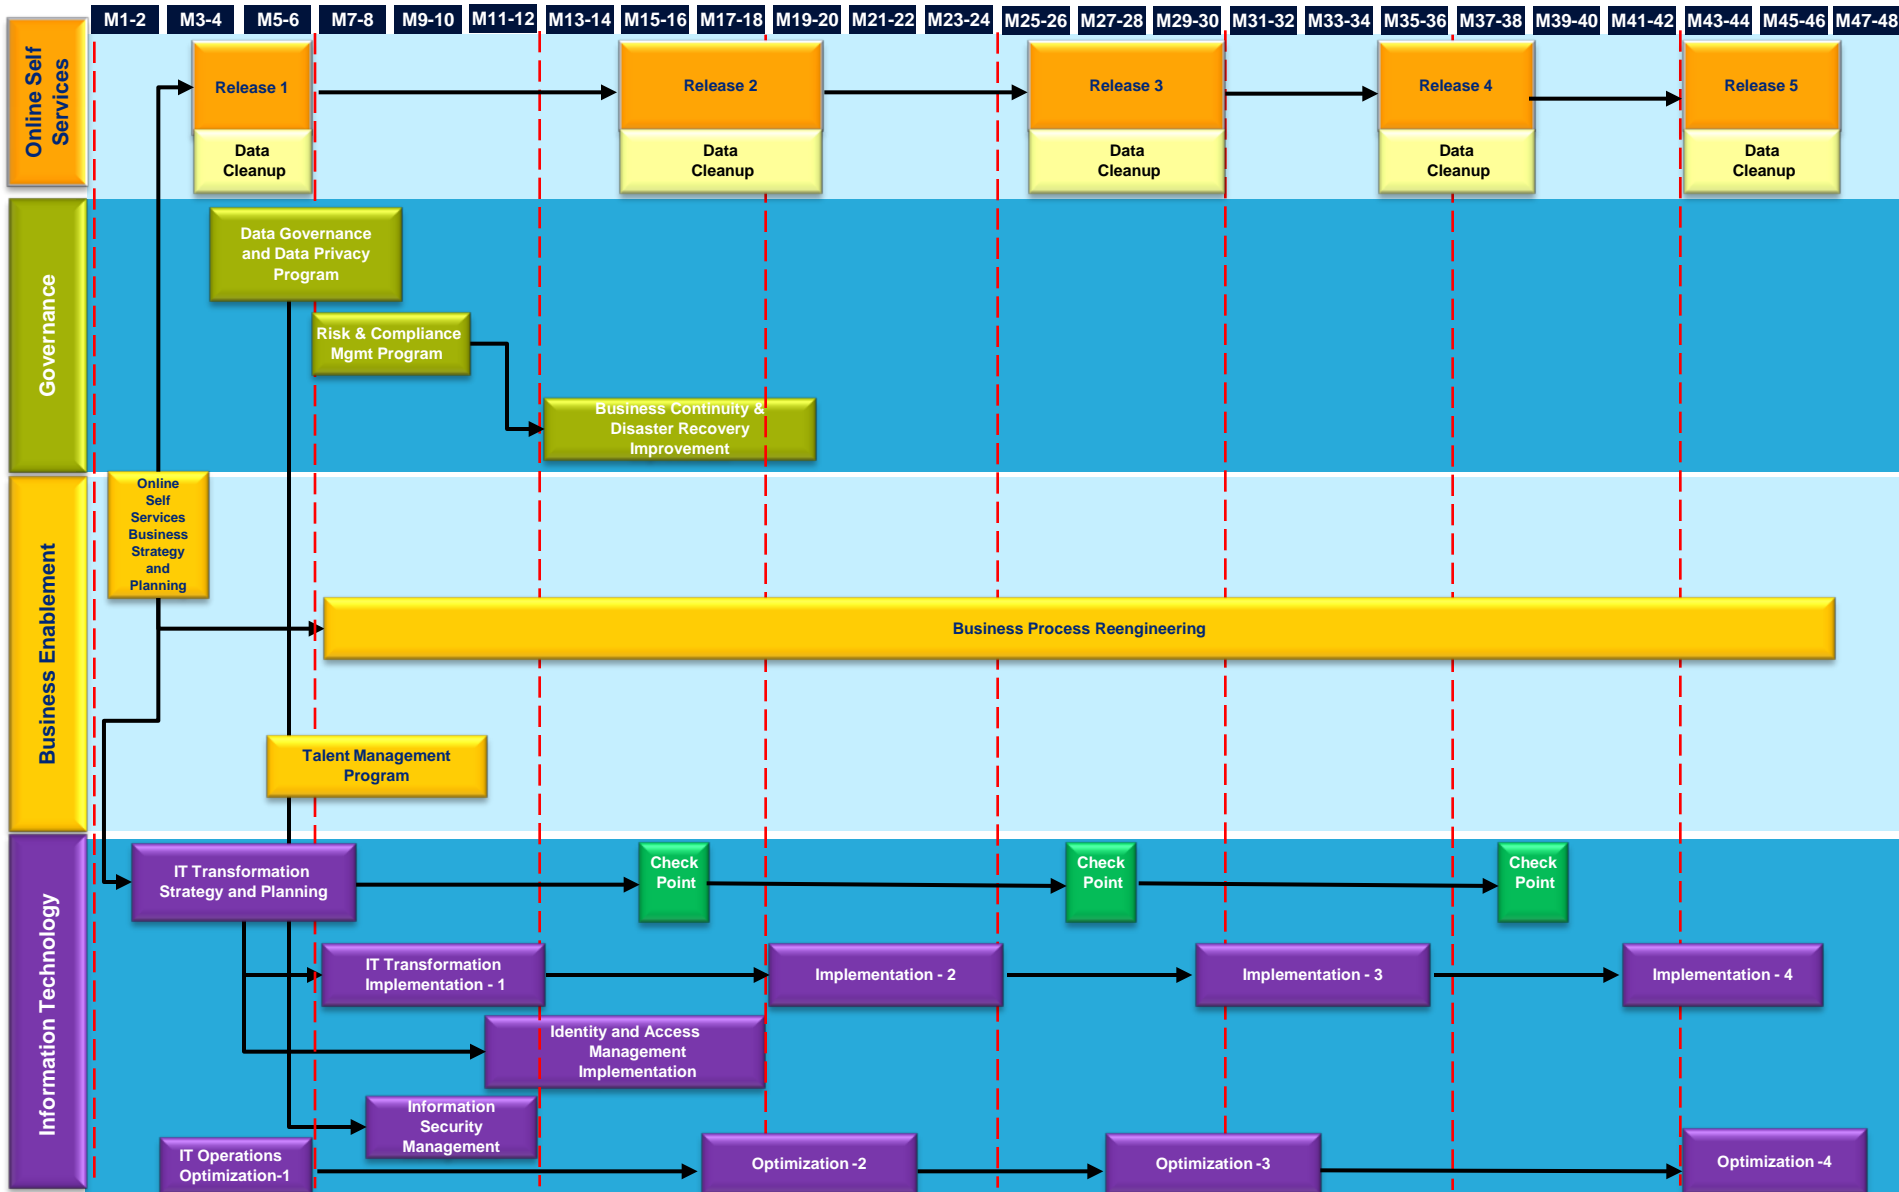 M1-2 M3-4 M5-6 M7-8 M9-10 M11-12 M13-14 M15-16 M17-18 M19-20 M21-22 M23-24 M25-26 M27-28 M29-30 M31-32 M33-34 M35-36 M37-38 M39-40 M41-42 M43-44 M45-46 M47-48
Online Self
Services
Release 1
Release 2
Release 3
Release 4
Release 5
Data
Cleanup
Data
Cleanup
Data
Cleanup
Data
Cleanup
Data
Cleanup
Governance
Data Governance
and Data Privacy
Program
Risk & Compliance
Mgmt Program
Business Continuity &
Disaster Recovery
Improvement
Business Enablement
Online
Self
Services
Business
Strategy
and
Planning
Business Process Reengineering
Talent Management
Program
Information Technology
IT Transformation
Strategy and Planning
Check
Point
Check
Point
Check
Point
IT Transformation
Implementation - 1
Implementation - 2
Implementation - 3
Implementation - 4
Identity and Access
Management
Implementation
Information
Security
Management
IT Operations
Optimization-1
Optimization -2
Optimization -3
Optimization -4